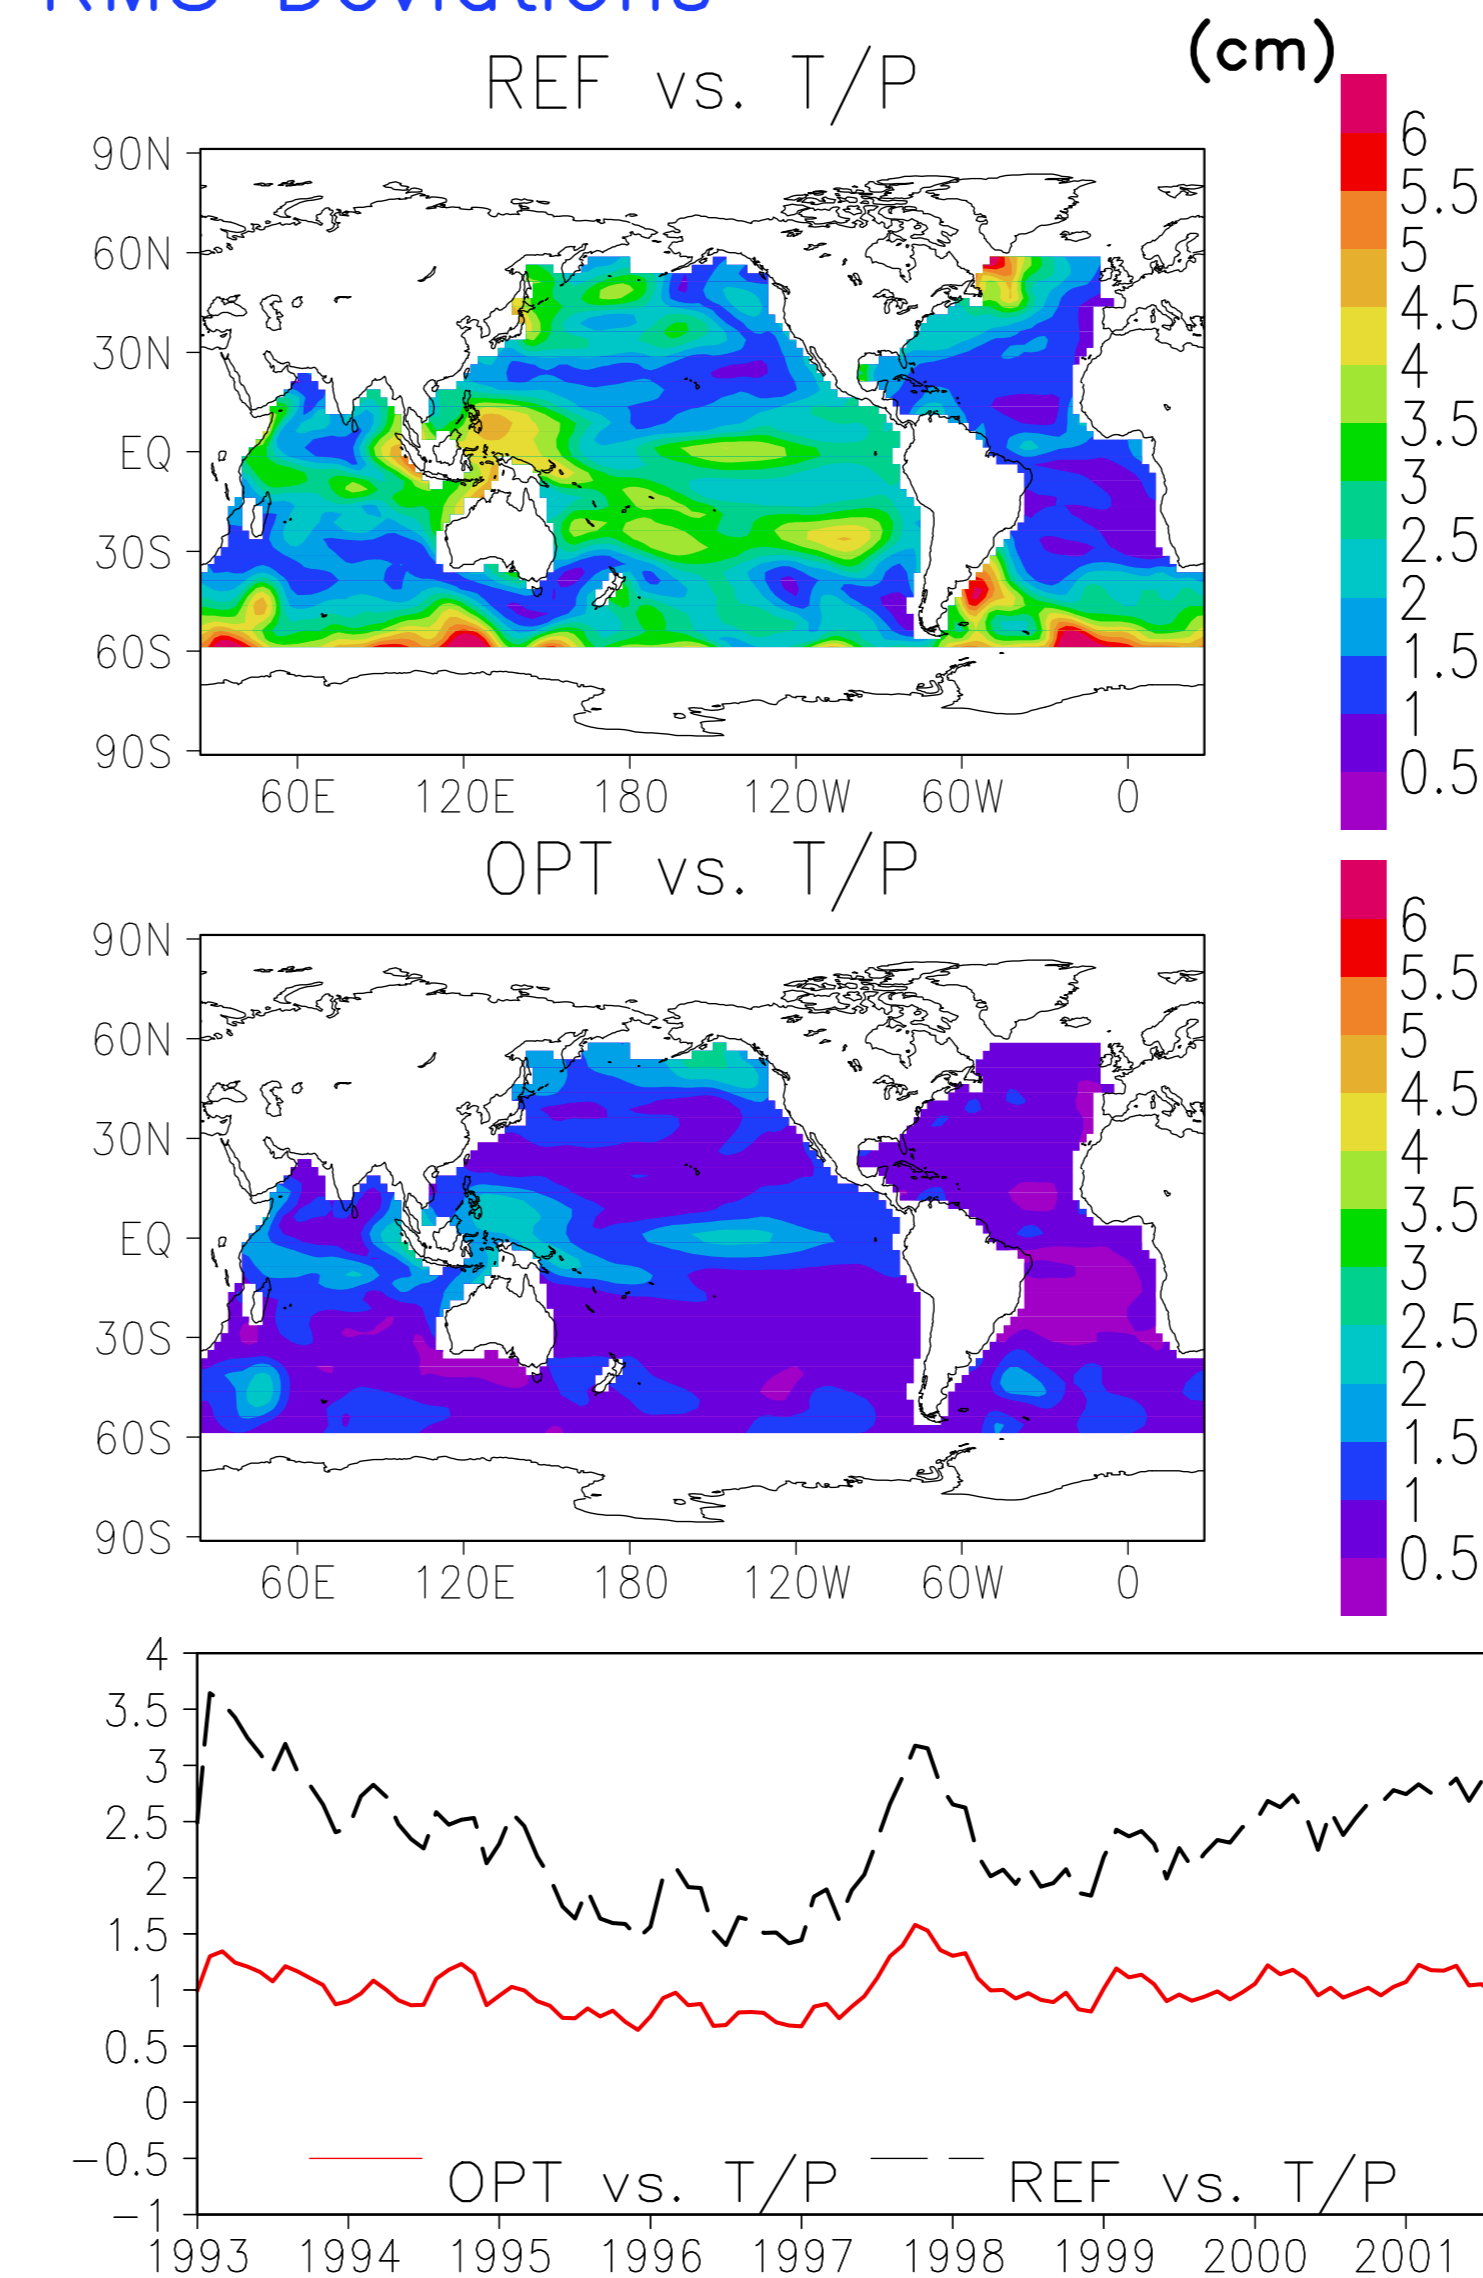 RMS Deviations
(cm)
REF vs. T/P
90N
60N
30N
EQ
30S
60S
90S
60E 120E 180 120W 60W 0
6
5.5
5
4.5
4
3.5
3
2.5
2
1.5
1
0.5
OPT vs. T/P
90N
60N
30N
EQ
30S
60S
90S
60E 120E 180 120W 60W 0
6
5.5
5
4.5
4
3.5
3
2.5
2
1.5
1
0.5
4
3.5
3
2.5
2
1.5
1
0.5
0
−0.5
−1
OPT vs. T/P REF vs. T/P
1993 1994 1995 1996 1997 1998 1999 2000 2001